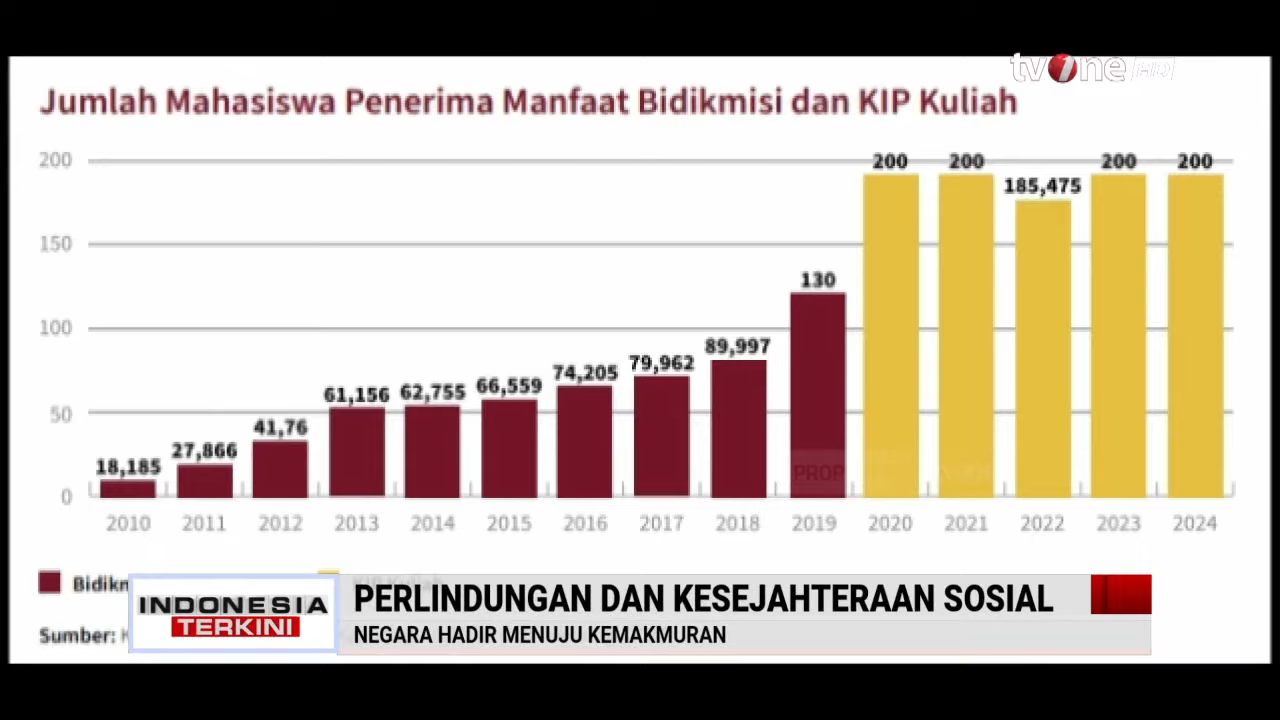 tvOne HD
Jumlah Mahasiswa Penerima Manfaat Bidikmisi dan KIP Kuliah
200
150
100
50
0
18,185
27,866
41,76
61,156
62,755
66,559
74,205
79,962
89,997
130
200
200
185,475
200
200
PROP
2010 2011 2012 2013 2014 2015 2016 2017 2018 2019 2020 2021 2022 2023 2024
Sumber:
INDONESIA
TERKINI
PERLINDUNGAN DAN KESEJAHTERAAN SOSIAL
NEGARA HADIR MENUJU KEMAKMURAN